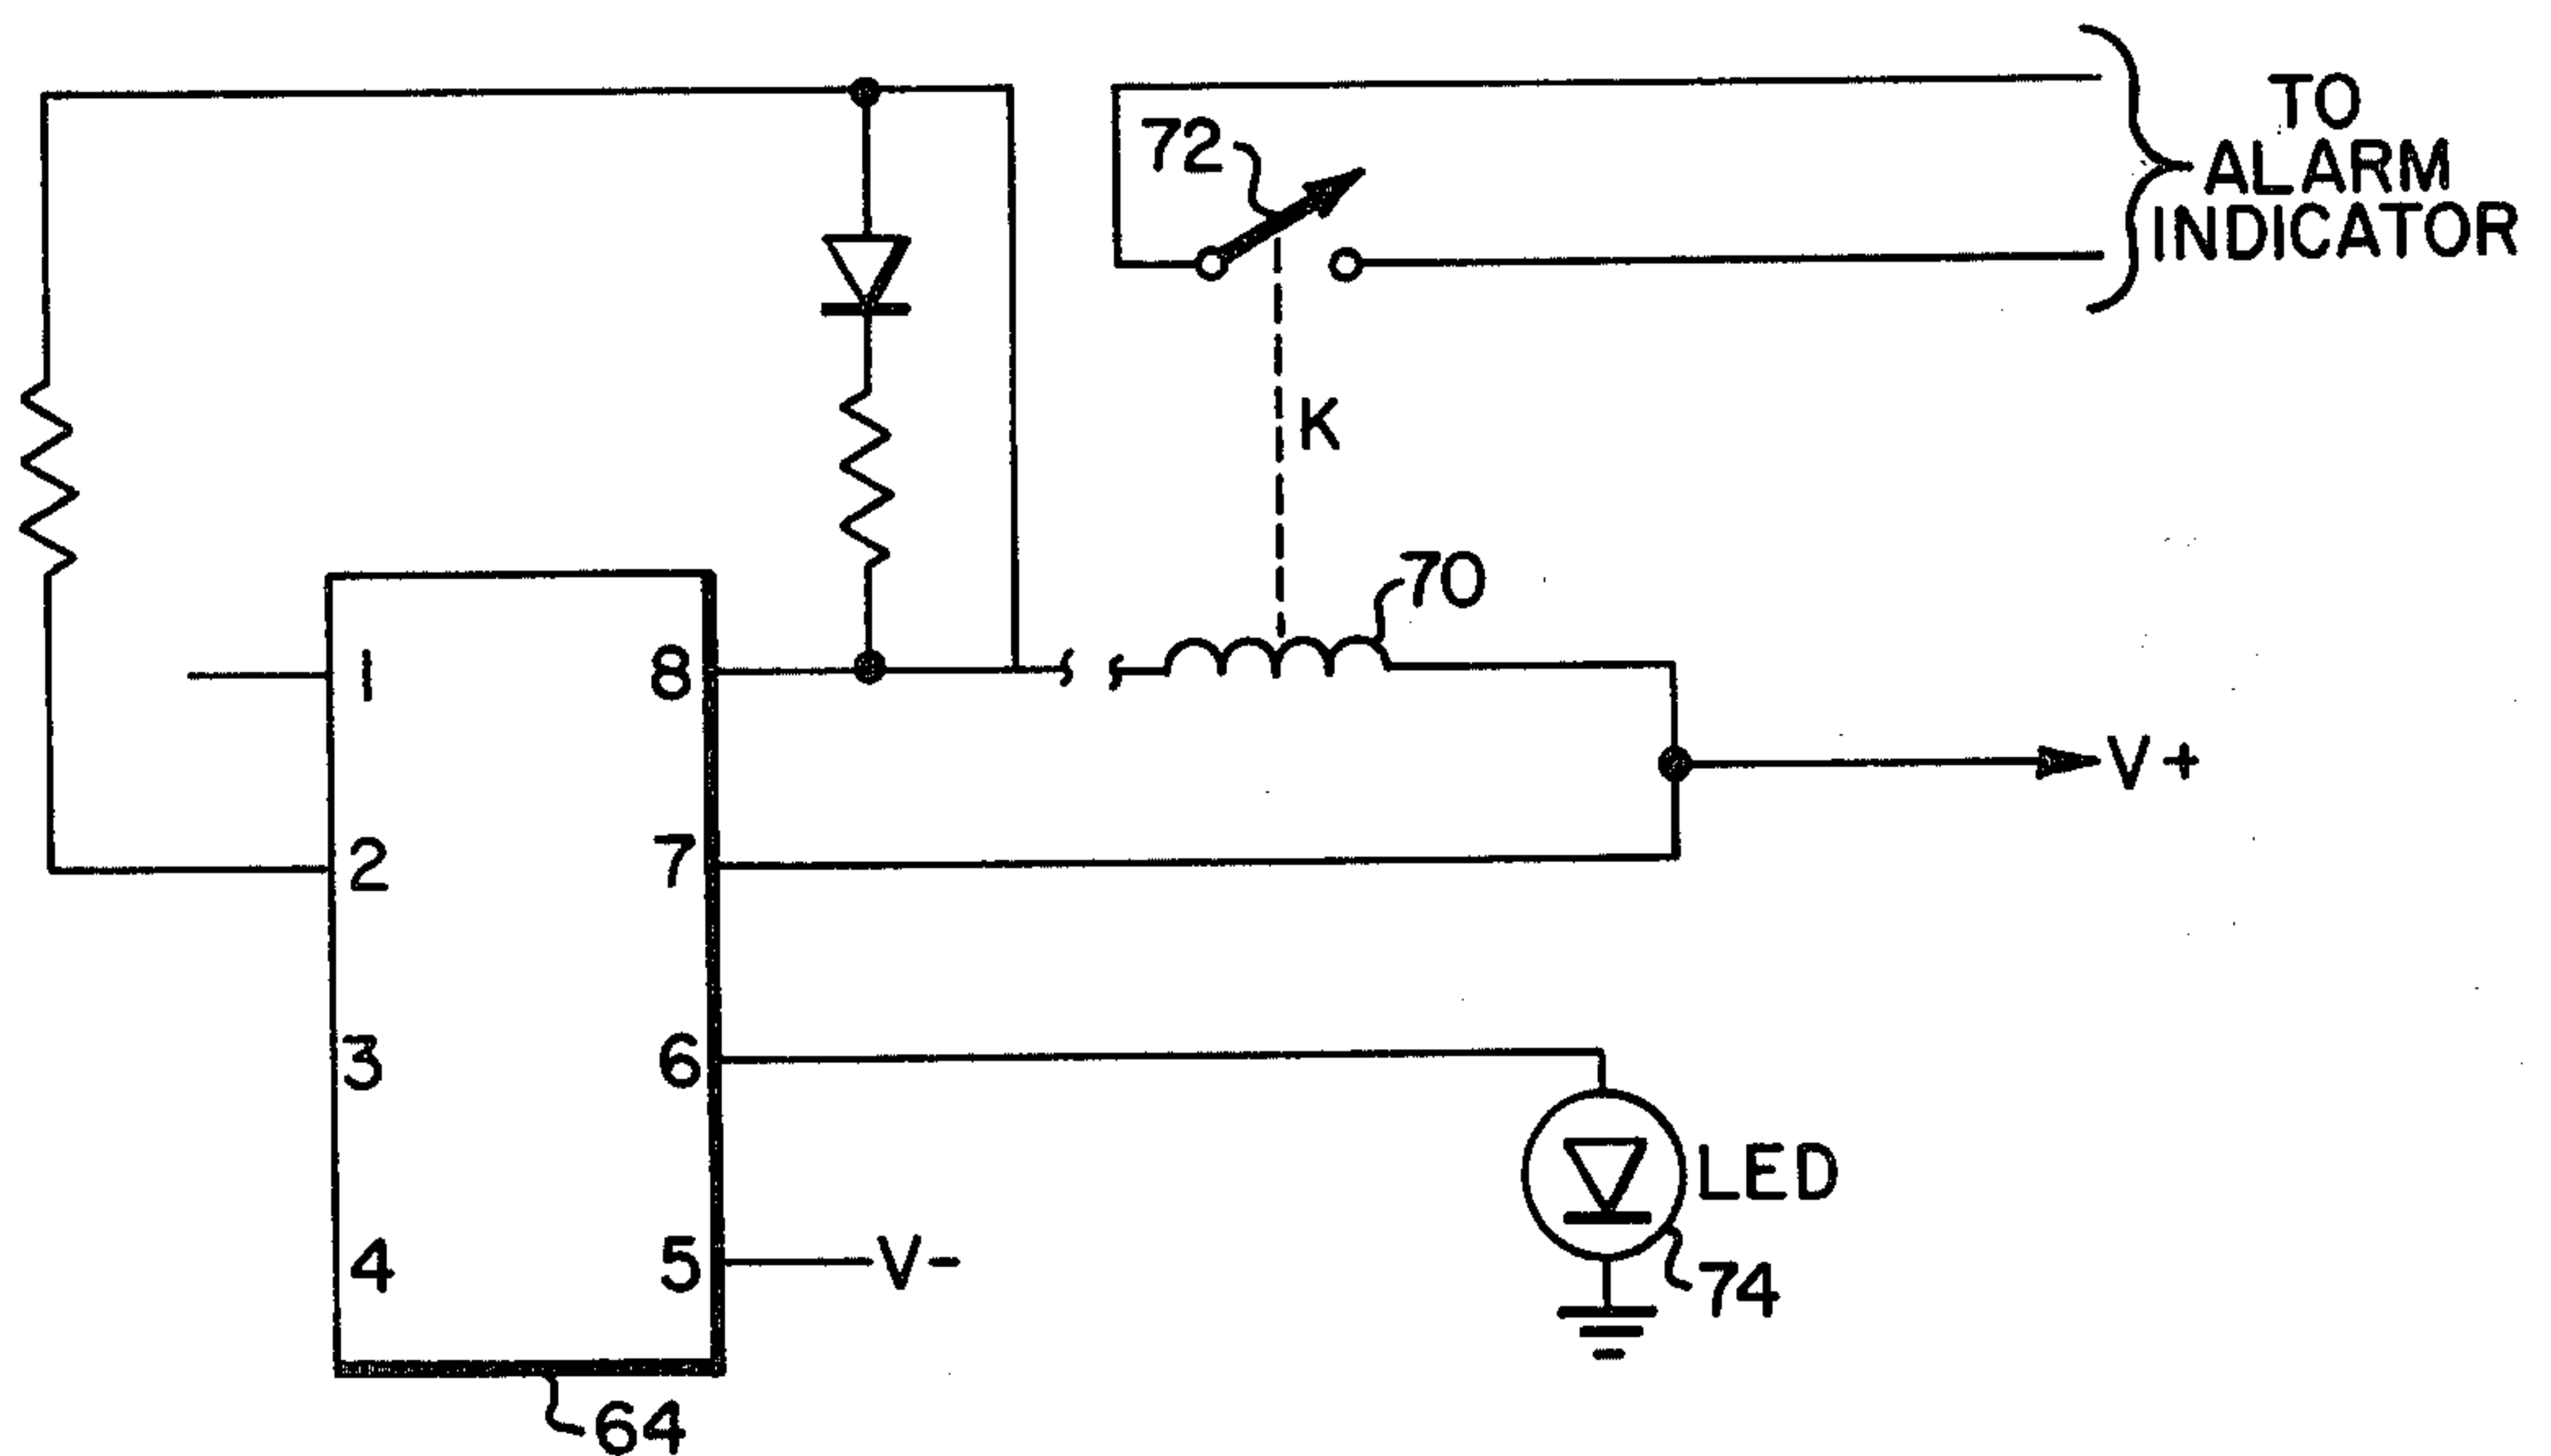 TO
ALARM
INDICATOR
72
K
70
1 8
V+
2 7
3 6
LED
4 5 V-
74
64